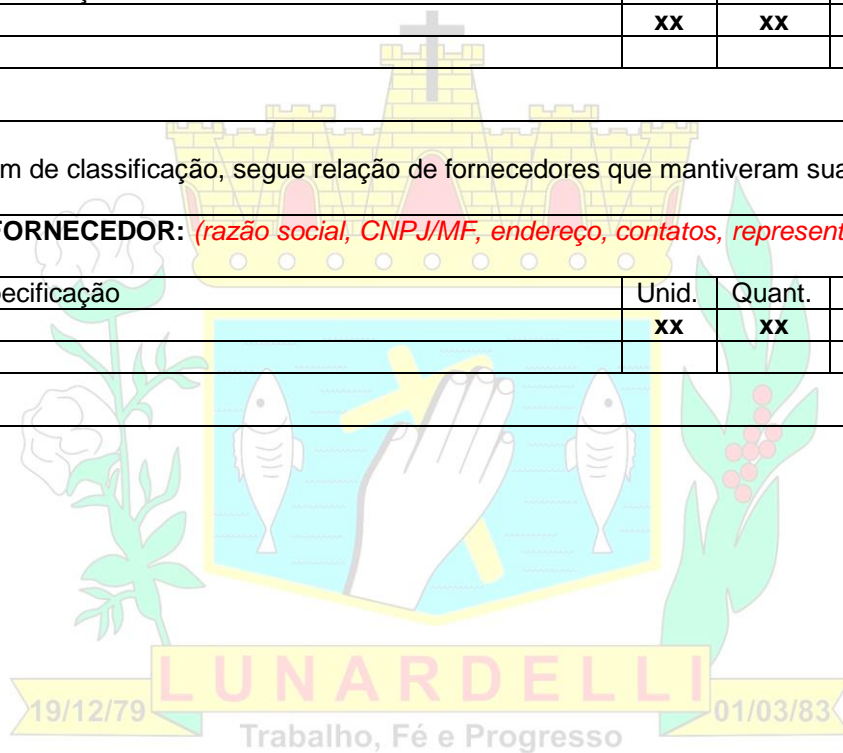 xx xx
m de classificação, segue relação de fornecedores que mantiveram sua
FORNECEDOR: (razão social, CNPJ/MF, endereço, contatos, represent
pecificação Unid. Quant.
xx xx
LUNARDELLI
19/12/79 01/03/83
Trabalho, Fé e Progresso